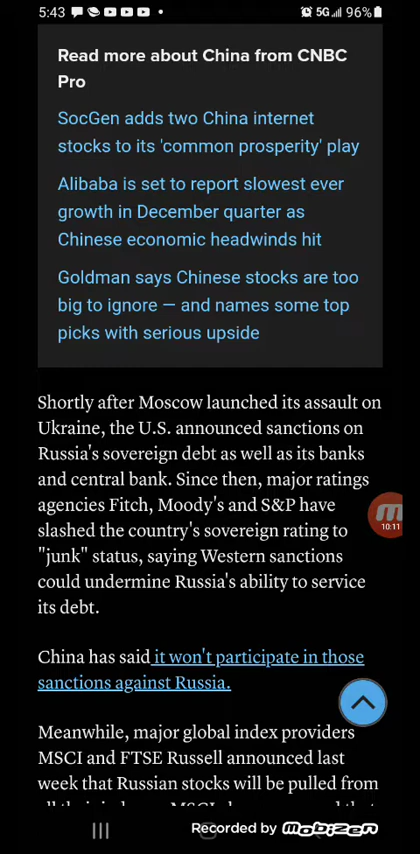 5:43
5G
96%
Read more about China from CNBC
Pro
SocGen adds two China internet
stocks to its 'common prosperity' play
Alibaba is set to report slowest ever
growth in December quarter as
Chinese economic headwinds hit
Goldman says Chinese stocks are too
big to ignore — and names some top
picks with serious upside
Shortly after Moscow launched its assault on
Ukraine, the U.S. announced sanctions on
Russia's sovereign debt as well as its banks
and central bank. Since then, major ratings
agencies Fitch, Moody's and S&P have
slashed the country's sovereign rating to
"junk" status, saying Western sanctions
could undermine Russia's ability to service
its debt.
10:11
China has said it won't participate in those
sanctions against Russia.
Meanwhile, major global index providers
MSCI and FTSE Russell announced last
week that Russian stocks will be pulled from
Recorded by Mobizen